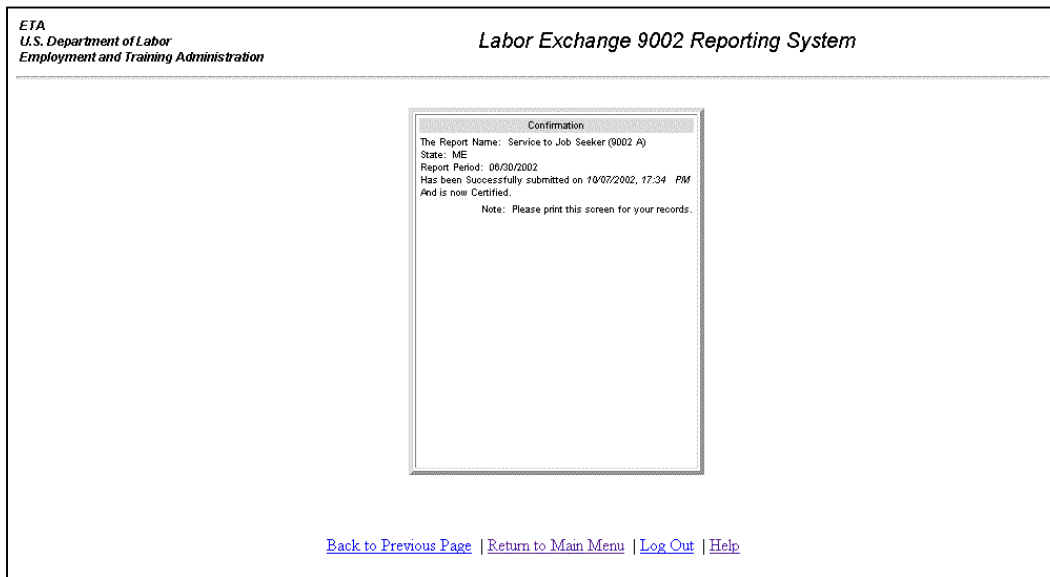 ETA
U.S. Department of Labor
Employment and Training Administration
Labor Exchange 9002 Reporting System
Confirmation
The Report Name: Service to Job Seeker (9002 A)
State: ME
Report Period: 06/30/2002
Has been Successfully submitted on 10/07/2002, 17:34 PM
And is now Certified.
Note: Please print this screen for your records.
Back to Previous Page | Return to Main Menu | Log Out | Help